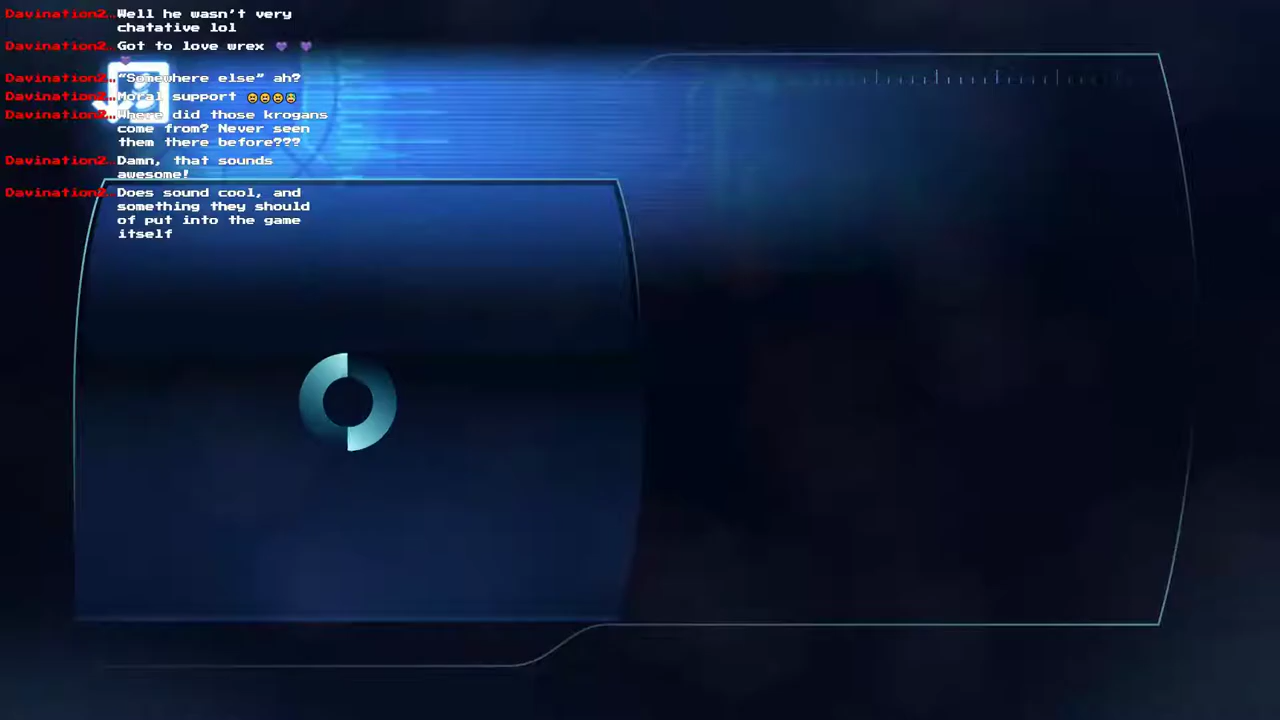 Davination2… Well he wasn't very
chatative lol
Davination2… Got to love wrex 💜 💜
💜
Davination2… "Somewhere else" ah?
Davination2… Moral support 😄😄😄😂
Davination2… Where did those krogans
come from? Never seen
them there before???
Davination2… Damn, that sounds
awesome!
Davination2… Does sound cool, and
something they should
of put into the game
itself